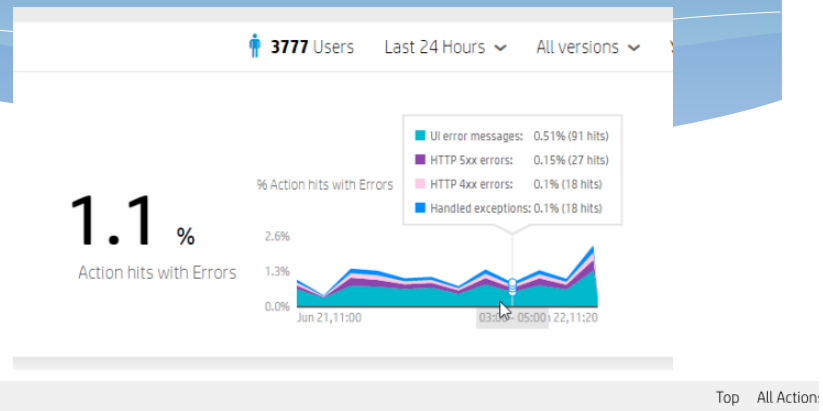 3777 Users Last 24 Hours All versions
UI error messages: 0.51% (91 hits)
HTTP 5xx errors: 0.15% (27 hits)
HTTP 4xx errors: 0.1% (18 hits)
Handled exceptions: 0.1% (18 hits)
% Action hits with Errors
1.1 %
Action hits with Errors
2.6%
1.3%
0.0%
Jun 21,11:00 03:00 - 05:00 22,11:20
Top All Actions